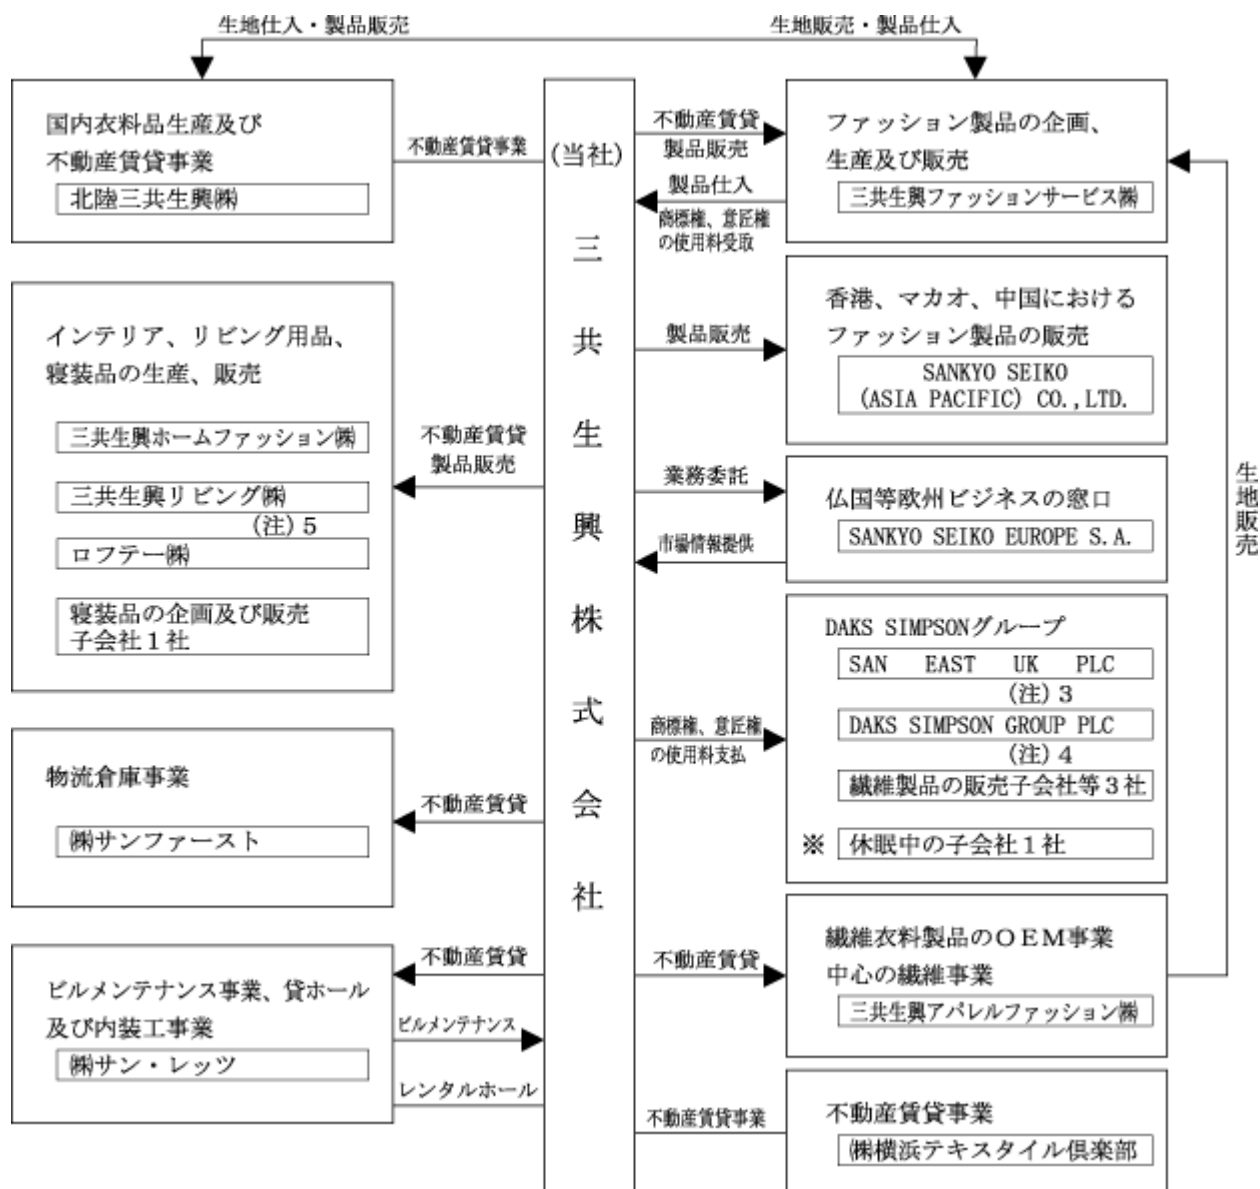 生地仕入・製品販売
生地販売・製品仕入
国内衣料品生産及び
不動産賃貸事業
北陸三共生興㈱
不動産賃貸事業
インテリア、リビング用品、
寝装品の生産、販売
三共生興ホームファッション㈱
三共生興リビング㈱
(注)５
ロフテー㈱
寝装品の企画及び販売
子会社１社
不動産賃貸
製品販売
物流倉庫事業
㈱サンファースト
不動産賃貸
ビルメンテナンス事業、貸ホール
及び内装工事業
㈱サン・レッツ
不動産賃貸
ビルメンテナンス
レンタルホール
(当社)
三共生興株式会社
不動産賃貸
製品販売
製品仕入
商標権、意匠権
の使用料受取
ファッション製品の企画、
生産及び販売
三共生興ファッションサービス㈱
製品販売
香港、マカオ、中国における
ファッション製品の販売
SANKYO SEIKO
(ASIA PACIFIC) CO.,LTD.
業務委託
市場情報提供
仏国等欧州ビジネスの窓口
SANKYO SEIKO EUROPE S.A.
商標権、意匠権
の使用料支払
DAKS SIMPSONグループ
SAN EAST UK PLC
(注)３
DAKS SIMPSON GROUP PLC
(注)４
繊維製品の販売子会社等３社
※ 休眠中の子会社１社
不動産賃貸
繊維衣料製品のＯＥＭ事業
中心の繊維事業
三共生興アパレルファッション㈱
不動産賃貸事業
不動産賃貸事業
㈱横浜テキスタイル倶楽部
生地販売